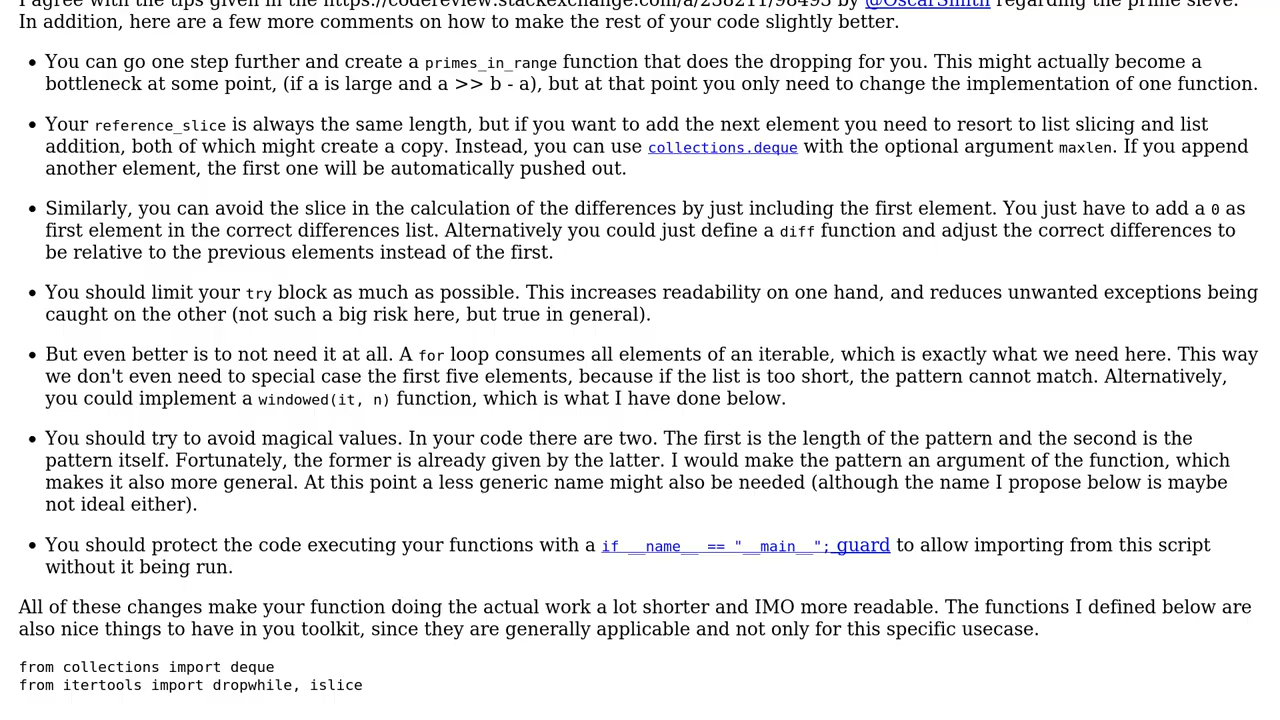 I agree with the tips given in the https://codereview.stackexchange.com/a/238211/98493 by @OscarSmith regarding the prime sieve.
In addition, here are a few more comments on how to make the rest of your code slightly better.
• You can go one step further and create a primes_in_range function that does the dropping for you. This might actually become a
bottleneck at some point, (if a is large and a >> b - a), but at that point you only need to change the implementation of one function.
• Your reference_slice is always the same length, but if you want to add the next element you need to resort to list slicing and list
addition, both of which might create a copy. Instead, you can use collections.deque with the optional argument maxlen. If you append
another element, the first one will be automatically pushed out.
• Similarly, you can avoid the slice in the calculation of the differences by just including the first element. You just have to add a 0 as
first element in the correct differences list. Alternatively you could just define a diff function and adjust the correct differences to
be relative to the previous elements instead of the first.
• You should limit your try block as much as possible. This increases readability on one hand, and reduces unwanted exceptions being
caught on the other (not such a big risk here, but true in general).
• But even better is to not need it at all. A for loop consumes all elements of an iterable, which is exactly what we need here. This way
we don't even need to special case the first five elements, because if the list is too short, the pattern cannot match. Alternatively,
you could implement a windowed(it, n) function, which is what I have done below.
• You should try to avoid magical values. In your code there are two. The first is the length of the pattern and the second is the
pattern itself. Fortunately, the former is already given by the latter. I would make the pattern an argument of the function, which
makes it also more general. At this point a less generic name might also be needed (although the name I propose below is maybe
not ideal either).
• You should protect the code executing your functions with a if __name__ == "__main__"; guard to allow importing from this script
without it being run.
All of these changes make your function doing the actual work a lot shorter and IMO more readable. The functions I defined below are
also nice things to have in you toolkit, since they are generally applicable and not only for this specific usecase.
from collections import deque
from itertools import dropwhile, islice